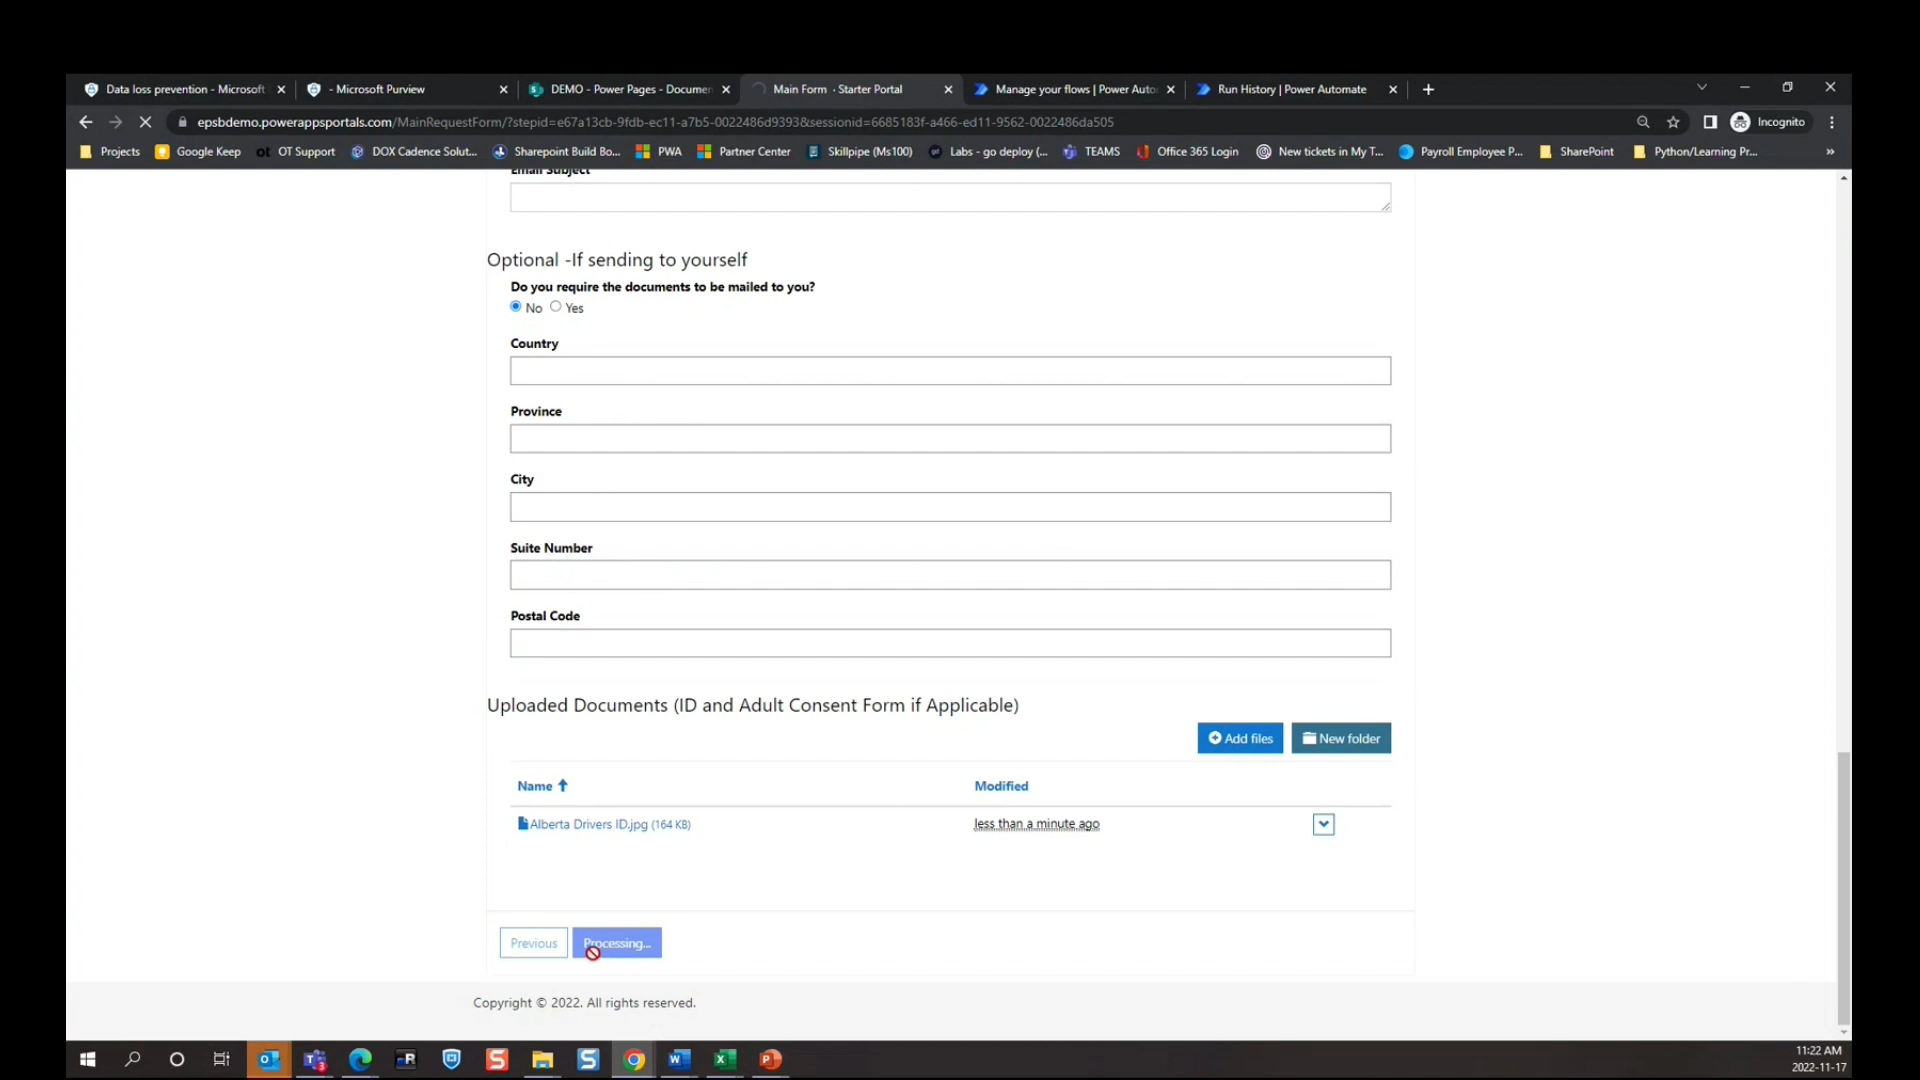 Data loss prevention - Microsoft
- Microsoft Purview
DEMO - Power Pages - Documen
Main Form · Starter Portal
Manage your flows | Power Auto
Run History | Power Automate
epsbdemo.powerappsportals.com/MainRequestForm/?stepid=e67a13cb-9fdb-ec11-a7b5-0022486d9393&sessionid=6685183f-a466-ed11-9562-0022486da505
Incognito
Projects
Google Keep
OT Support
DOX Cadence Solut...
Sharepoint Build Bo...
PWA
Partner Center
Skillpipe (Ms100)
Labs - go deploy (...
TEAMS
Office 365 Login
New tickets in My T...
Payroll Employee P...
SharePoint
Python/Learning Pr...
»
Email Subject
Optional -If sending to yourself
Do you require the documents to be mailed to you?
No Yes
Country
Province
City
Suite Number
Postal Code
Uploaded Documents (ID and Adult Consent Form if Applicable)
Add files
New folder
Name
Modified
Alberta Drivers ID.jpg (164 KB)
less than a minute ago
Previous
Processing...
Copyright © 2022. All rights reserved.
11:22 AM
2022-11-17